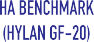 HA BENCHMARK
(HYLAN GF-20)